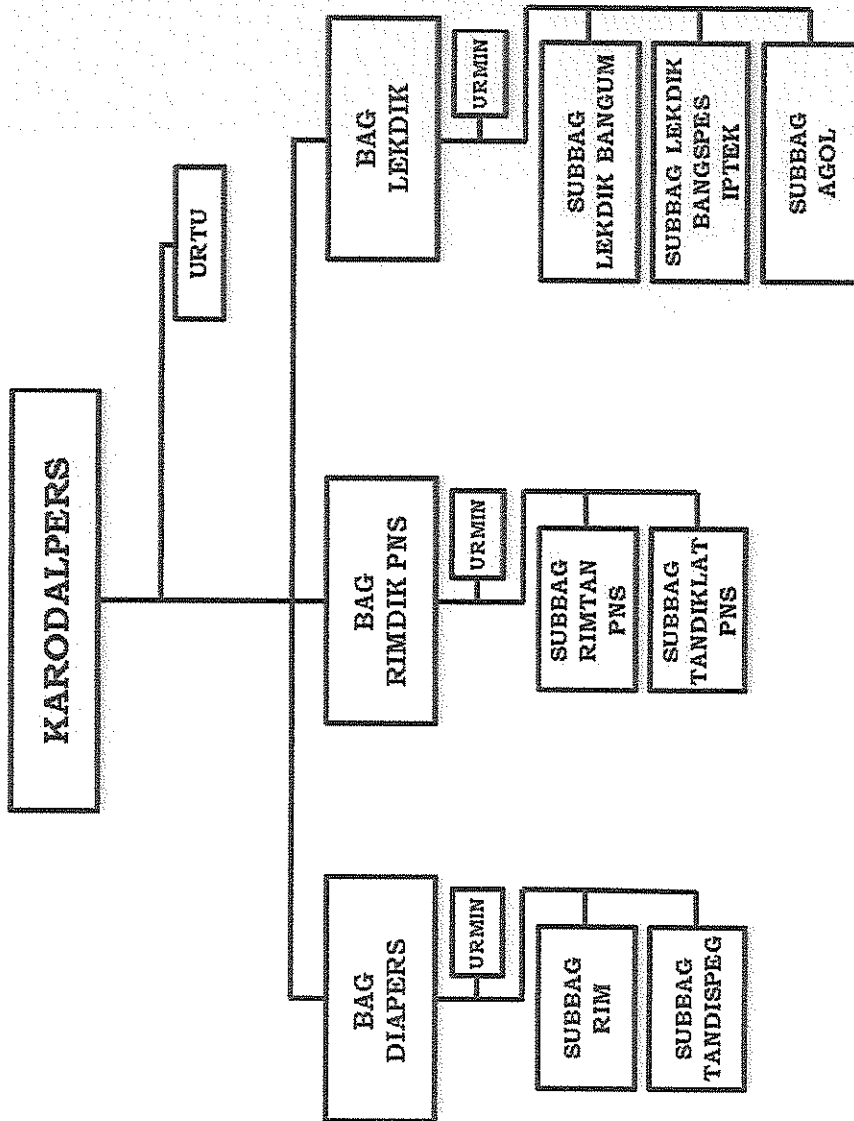 KARODALPERS
URTU
BAG
DIAPERS
URMIN
SUBBAG
RIM
SUBBAG
TANDISPEG
BAG
RIMDIK PNS
URMIN
SUBBAG
RIMTAN
PNS
SUBBAG
TANDIKLAT
PNS
BAG
LEKDIK
URMIN
SUBBAG
LEKDIK BANGUM
SUBBAG LEKDIK
BANGSPES
IPTEK
SUBBAG
AGOL